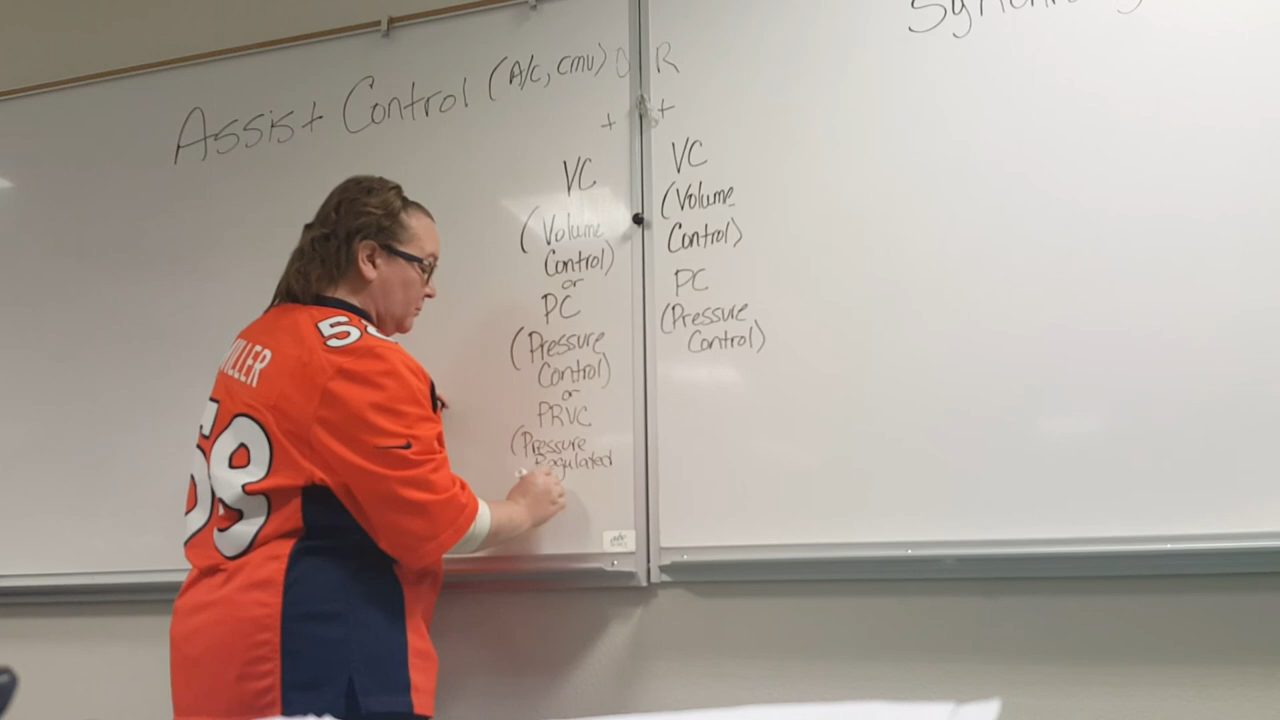 Assist Control (A/C, CMV) OR
+
VC
(Volume
Control)
or
PC
(Pressure
Control)
or
PRVC
(Pressure
Regulated
+
VC
(Volume
Control)
PC
(Pressure
Control)
58
MILLER
58